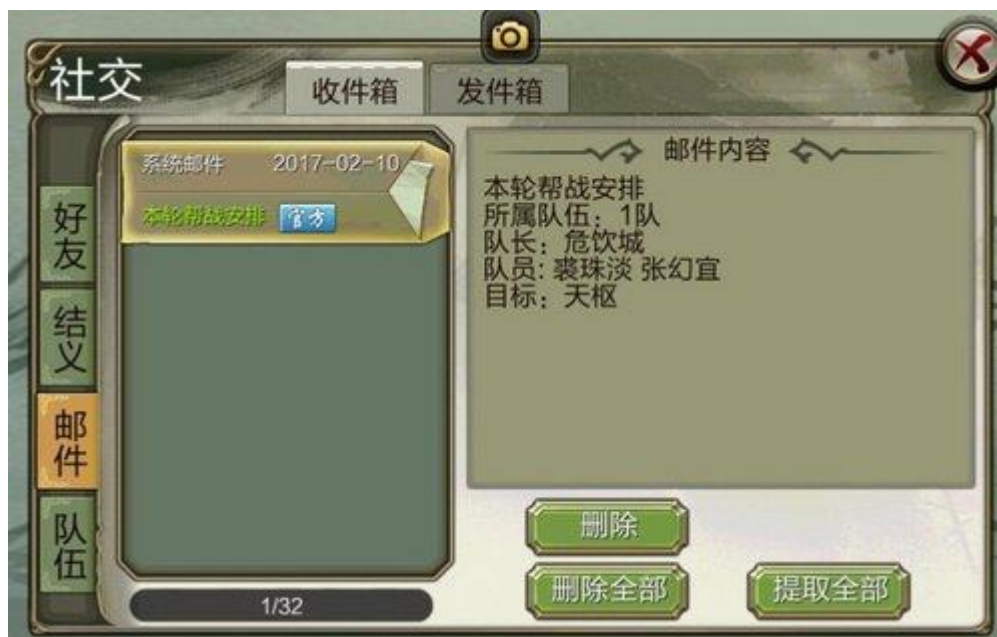 社交
收件箱
发件箱
好友
结义
邮件
队伍
系统邮件 2017-02-10
本轮帮战安排 官方
1/32
邮件内容
本轮帮战安排
所属队伍：1队
队长：危饮城
队员: 裘珠淡 张幻宜
目标：天枢
删除
删除全部
提取全部